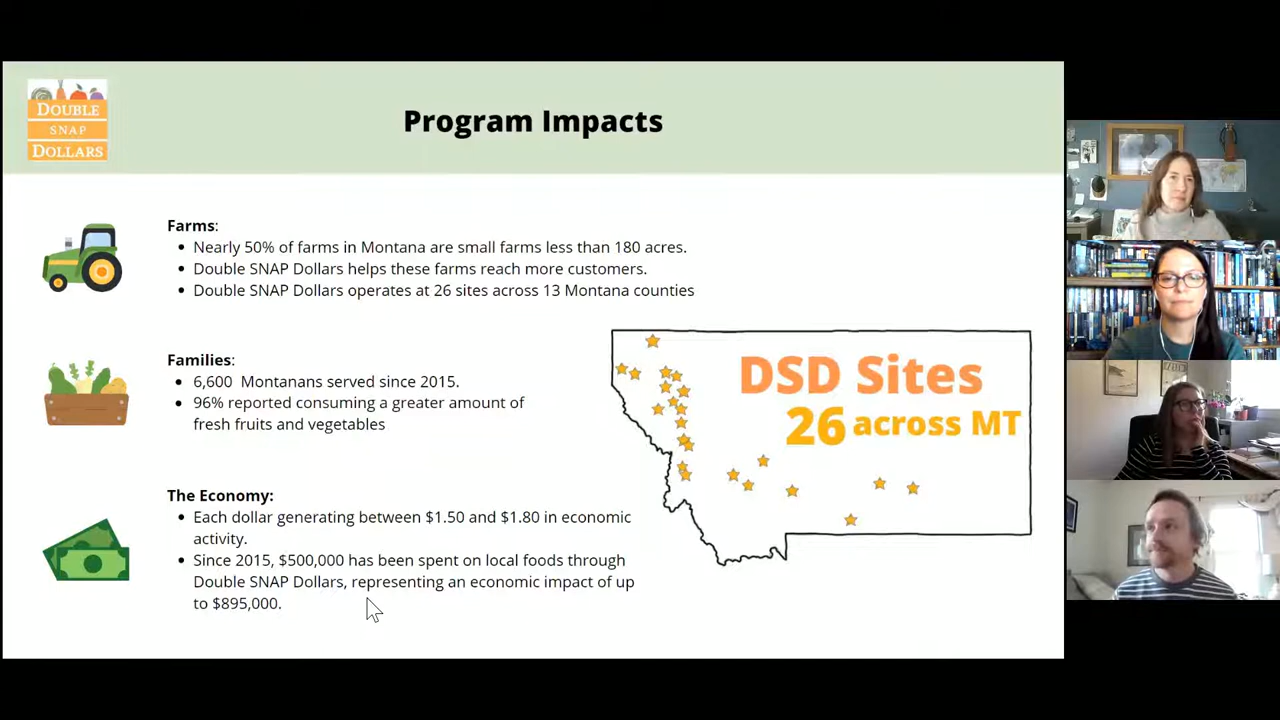 DOUBLE
SNAP
DOLLARS
Program Impacts
Farms:
• Nearly 50% of farms in Montana are small farms less than 180 acres.
• Double SNAP Dollars helps these farms reach more customers.
• Double SNAP Dollars operates at 26 sites across 13 Montana counties
Families:
• 6,600 Montanans served since 2015.
• 96% reported consuming a greater amount of
fresh fruits and vegetables
The Economy:
• Each dollar generating between $1.50 and $1.80 in economic
activity.
• Since 2015, $500,000 has been spent on local foods through
Double SNAP Dollars, representing an economic impact of up
to $895,000.
DSD Sites
26 across MT